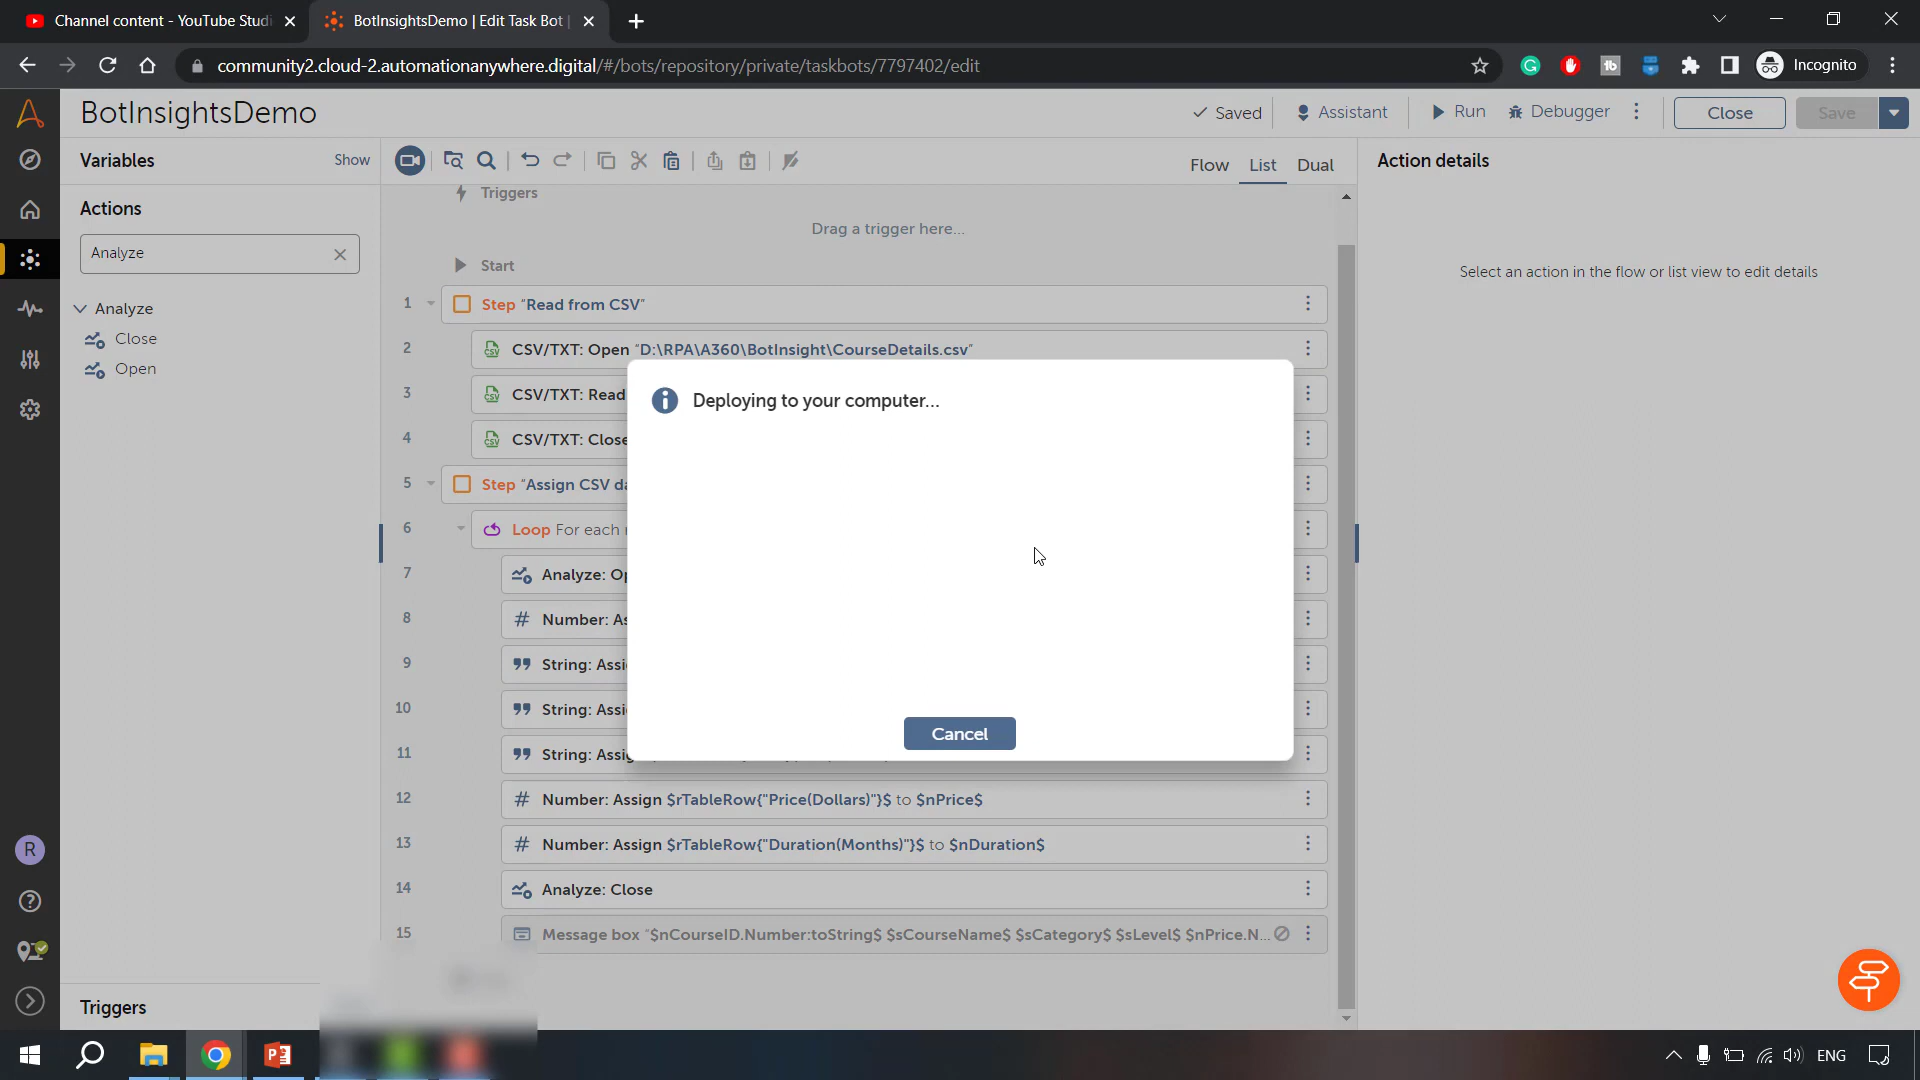 Channel content - YouTube Studi
BotInsightsDemo | Edit Task Bot |
community2.cloud-2.automationanywhere.digital/#/bots/repository/private/taskbots/7797402/edit
Incognito
BotInsightsDemo
Saved
Assistant
Run
Debugger
Close
Save
Variables
Show
Flow
List
Dual
Action details
Actions
Triggers
Analyze
Drag a trigger here...
Start
Select an action in the flow or list view to edit details
Analyze
Close
Open
1 Step "Read from CSV"
2 CSV/TXT: Open "D:\RPA\A360\BotInsight\CourseDetails.csv"
3 CSV/TXT: Read
4 CSV/TXT: Close
5 Step "Assign CSV da
6 Loop For each
7 Analyze: Op
8 Number: As
9 String: Assi
10 String: Assi
11 String: Assig
12 Number: Assign $rTableRow{"Price(Dollars)"}$ to $nPrice$
13 Number: Assign $rTableRow{"Duration(Months)"}$ to $nDuration$
14 Analyze: Close
15 Message box "$nCourseID.Number:toString$ $sCourseName$ $sCategory$ $sLevel$ $nPrice.N...
Deploying to your computer...
Cancel
R
Triggers
ENG